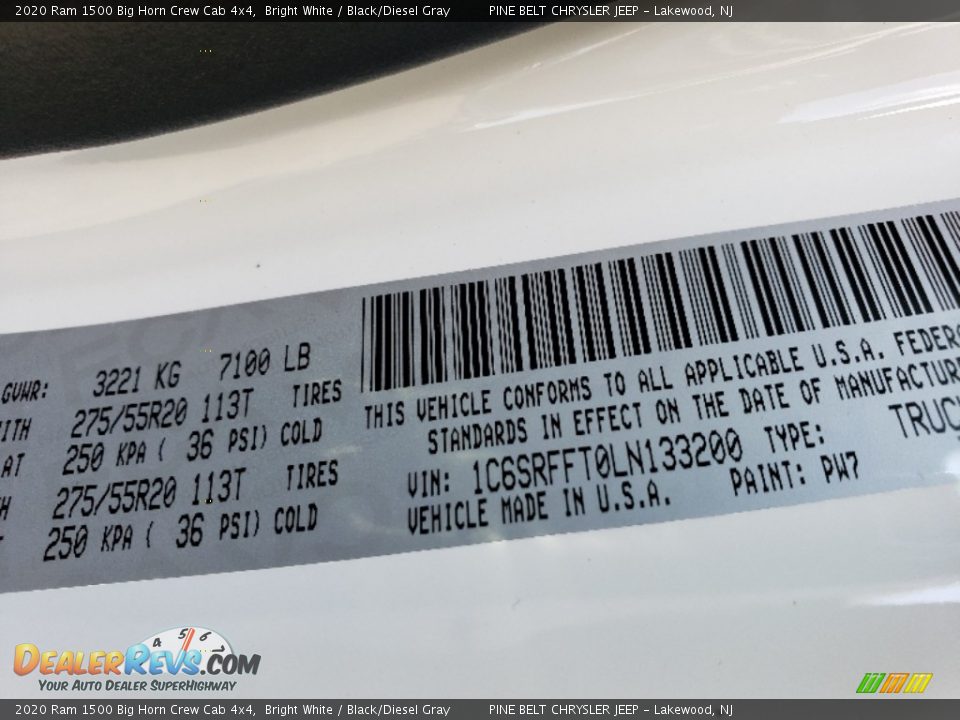 2020 Ram 1500 Big Horn Crew Cab 4x4,  Bright White / Black/Diesel Gray PINE BELT CHRYSLER JEEP – Lakewood, NJ
GVWR: 3221 KG 7100 LB
275/55R20 113T TIRES
AT 250 KPA ( 36 PSI) COLD
275/55R20 113T TIRES
250 KPA ( 36 PSI) COLD
THIS VEHICLE CONFORMS TO ALL APPLICABLE U.S.A.
STANDARDS IN EFFECT ON THE DATE OF
VIN: 1C6SRFFT0LN133200 TYPE:
VEHICLE MADE IN U.S.A. PAINT: PW7
4 5 6
DEALERREVS.COM
YOUR AUTO DEALER SUPERHIGHWAY
2020 Ram 1500 Big Horn Crew Cab 4x4,  Bright White / Black/Diesel Gray PINE BELT CHRYSLER JEEP – Lakewood, NJ